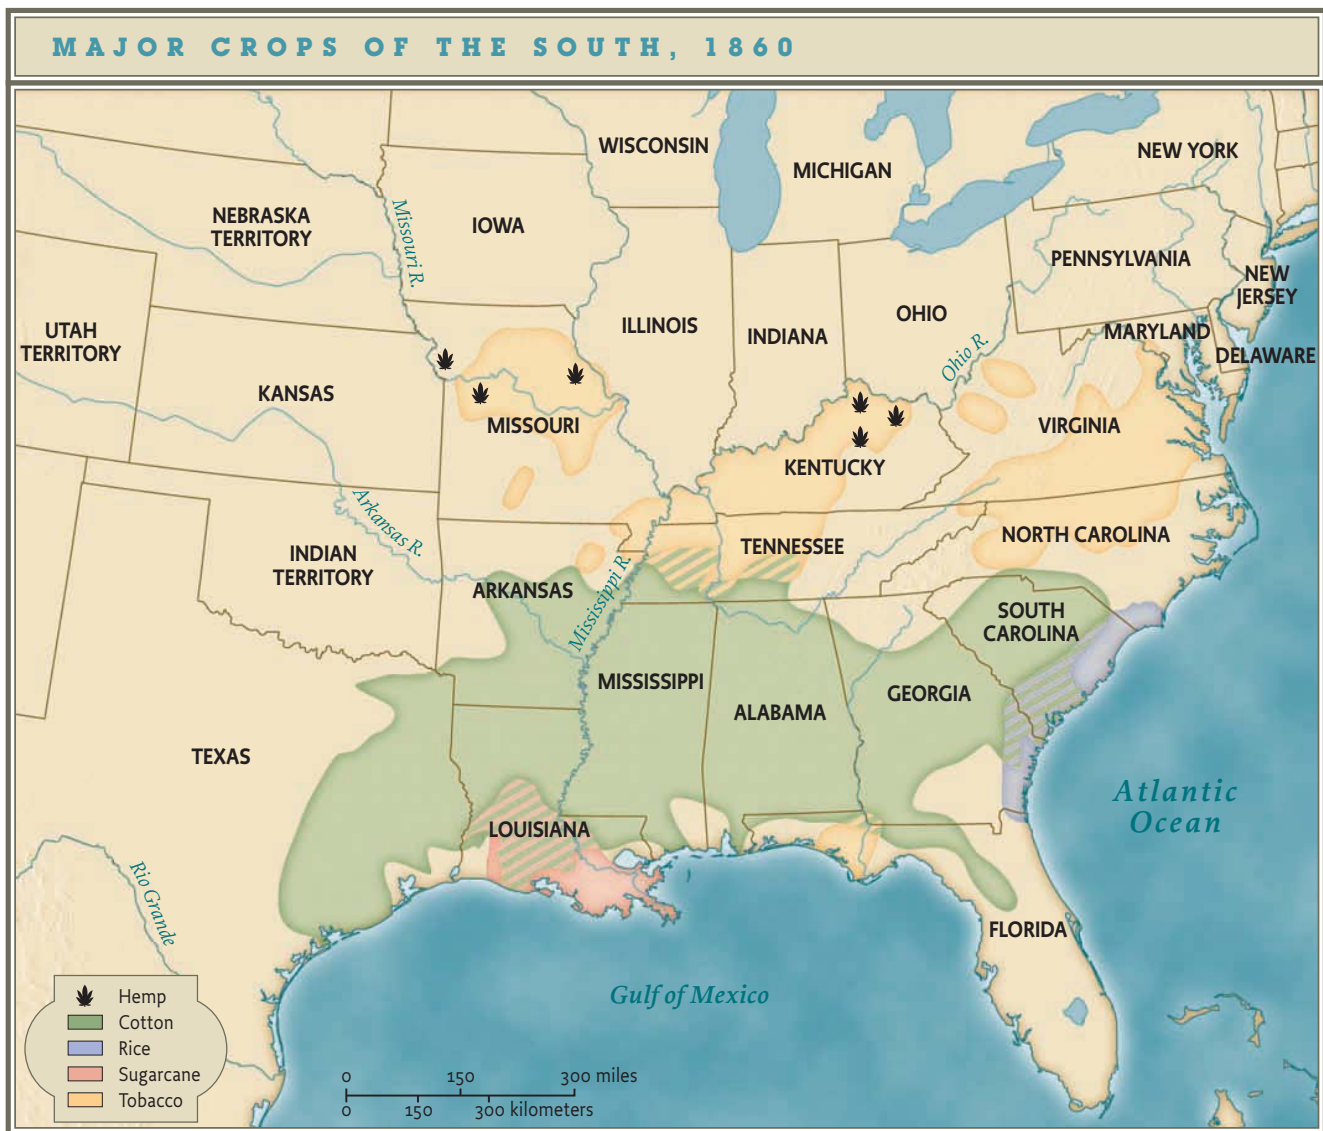 MAJOR CROPS OF THE SOUTH, 1860
WISCONSIN
MICHIGAN
NEW YORK
NEBRASKA
TERRITORY
Missouri R.
IOWA
PENNSYLVANIA
NEW
JERSEY
UTAH
TERRITORY
ILLINOIS
INDIANA
OHIO
Ohio R.
MARYLAND
DELAWARE
KANSAS
MISSOURI
VIRGINIA
KENTUCKY
Arkansas R.
INDIAN
TERRITORY
TENNESSEE
NORTH CAROLINA
ARKANSAS
Mississippi R.
SOUTH
CAROLINA
MISSISSIPPI
ALABAMA
GEORGIA
TEXAS
LOUISIANA
Atlantic
Ocean
Rio Grande
FLORIDA
Gulf of Mexico
Hemp
Cotton
Rice
Sugarcane
Tobacco
0 150 300 miles
0 150 300 kilometers